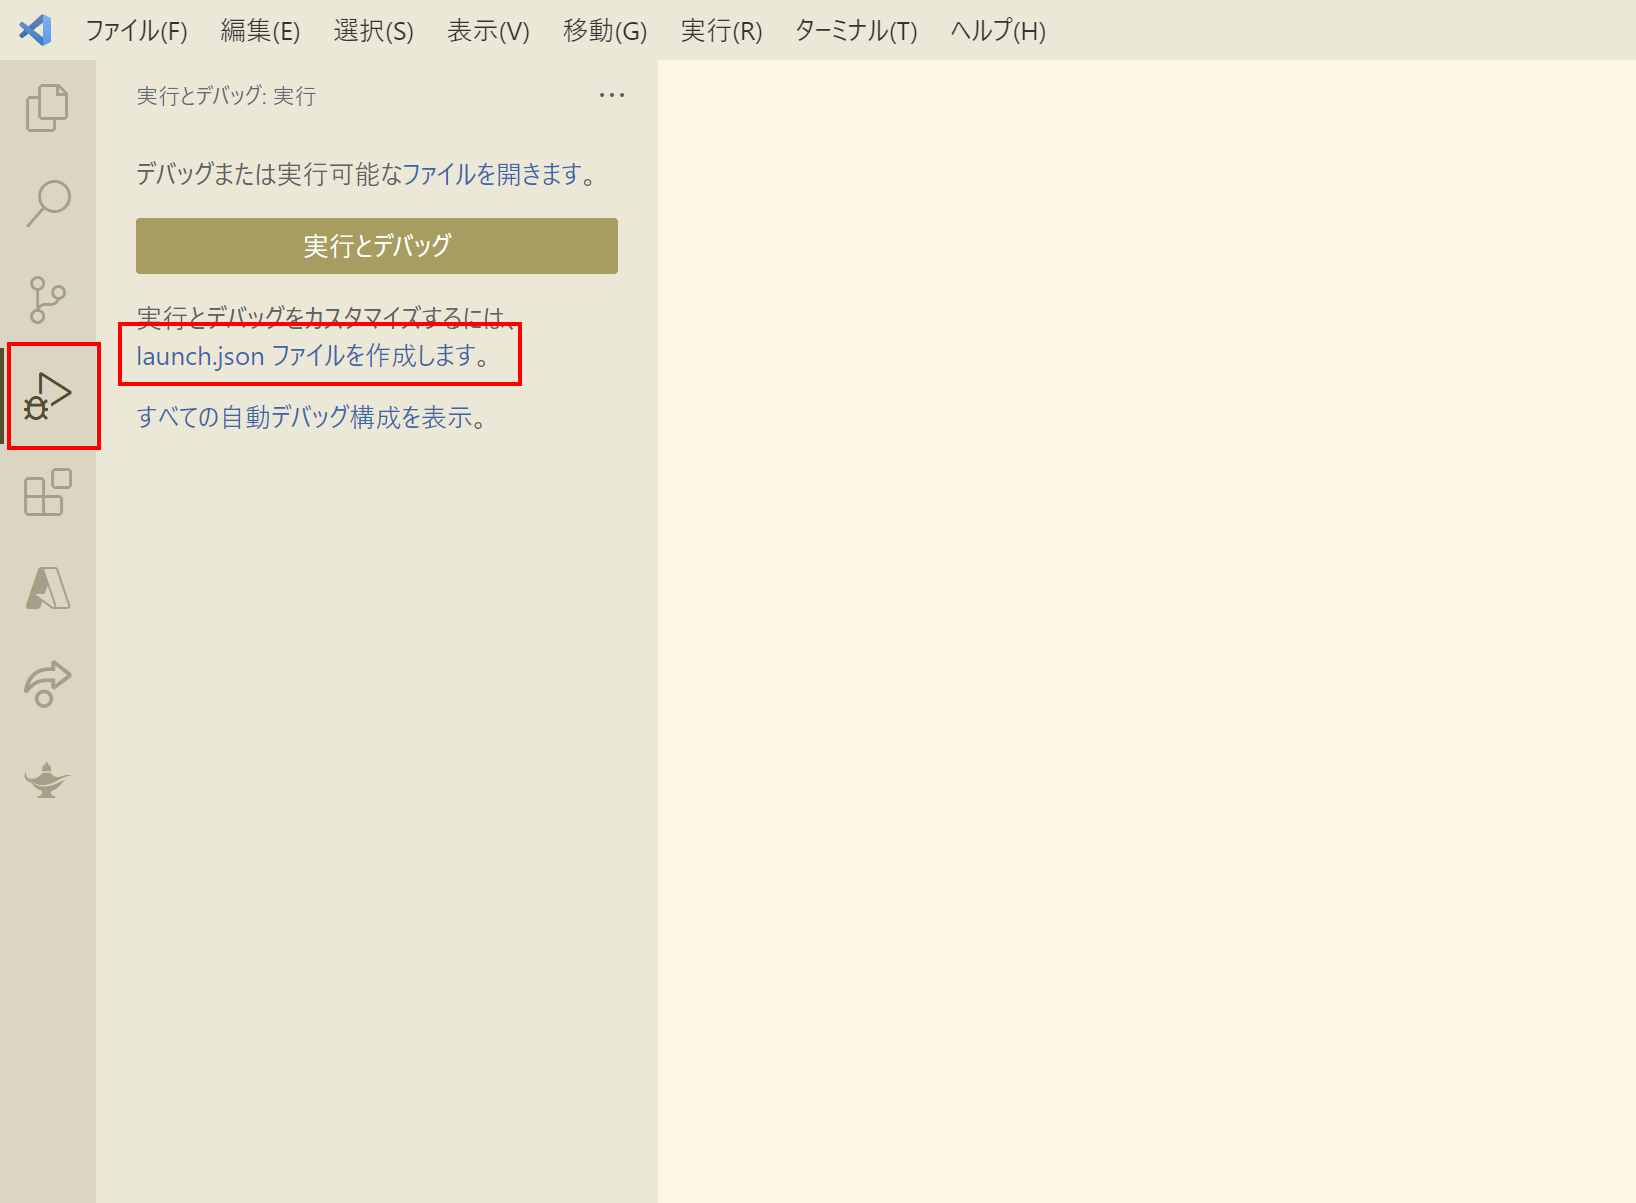 ファイル(F) 編集(E) 選択(S) 表示(V) 移動(G) 実行(R) ターミナル(T) ヘルプ(H)
実行とデバッグ: 実行 ···
デバッグまたは実行可能なファイルを開きます。
実行とデバッグ
実行とデバッグをカスタマイズするには、
launch.json ファイルを作成します。
すべての自動デバッグ構成を表示。